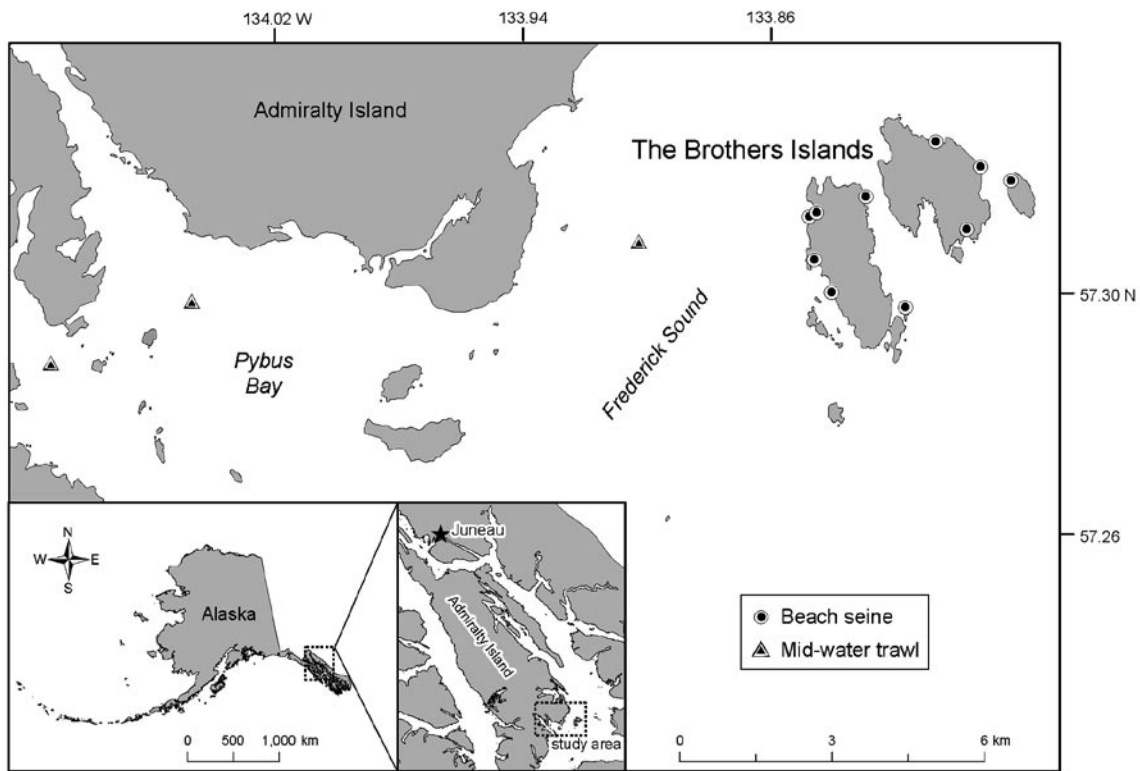 134.02 W
133.94
133.86
Admiralty Island
The Brothers Islands
57.30 N
Frederick Sound
Pybus
Bay
57.26
N
W E
S
Alaska
0 500 1,000 km
Juneau
Admiralty Island
study area
Beach seine
Mid-water trawl
0 3 6 km